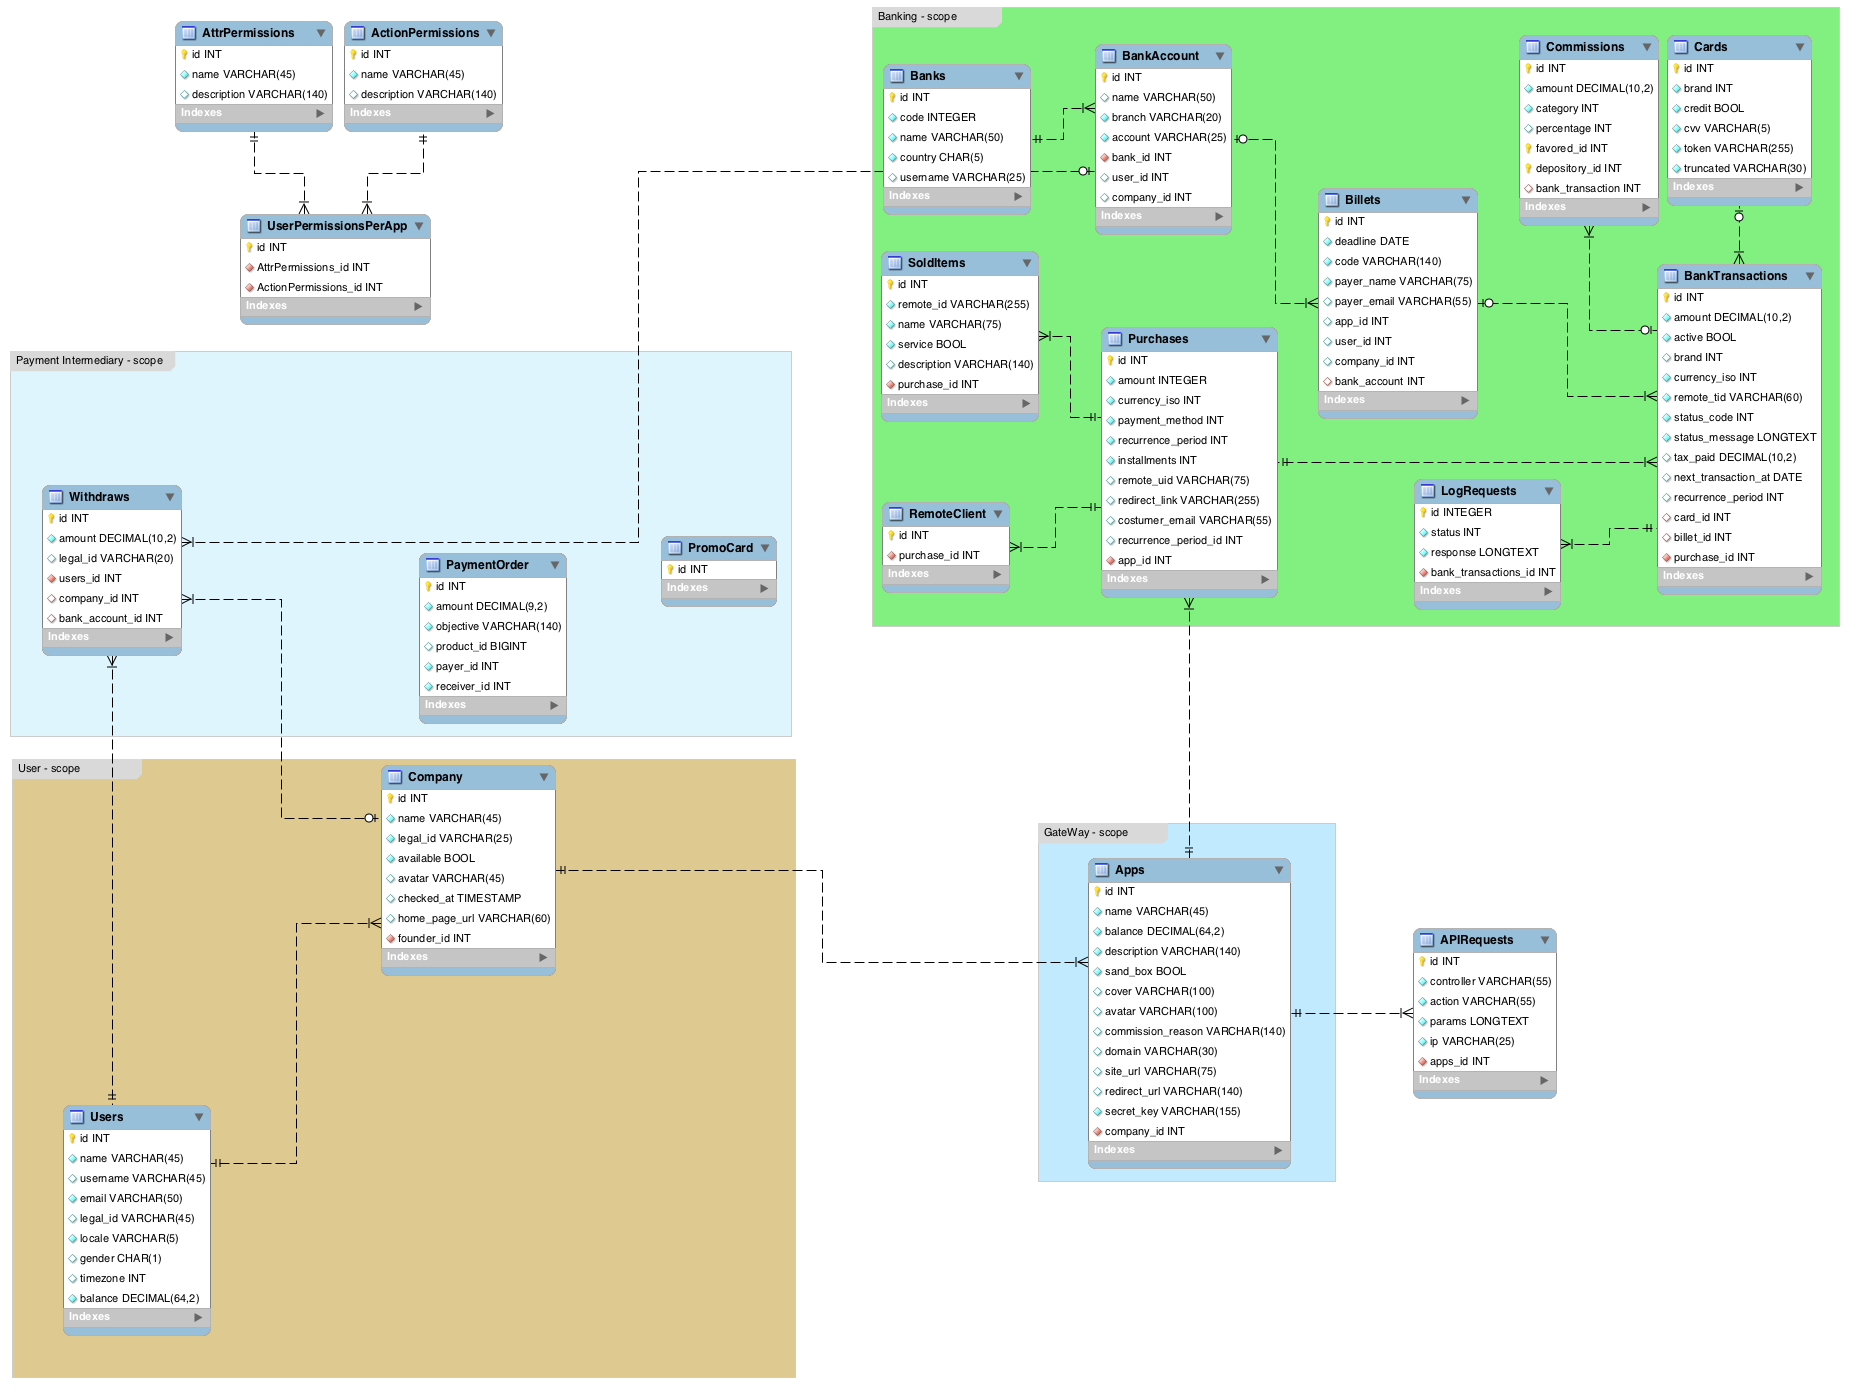 AttrPermissions
id INT
name VARCHAR(45)
description VARCHAR(140)
Indexes
ActionPermissions
id INT
name VARCHAR(45)
description VARCHAR(140)
Indexes
UserPermissionsPerApp
id INT
AttrPermissions_id INT
ActionPermissions_id INT
Indexes
Banking - scope
Banks
id INT
code INTEGER
name VARCHAR(50)
country CHAR(5)
username VARCHAR(25)
Indexes
BankAccount
id INT
name VARCHAR(50)
branch VARCHAR(20)
account VARCHAR(25)
bank_id INT
user_id INT
company_id INT
Indexes
Commissions
id INT
amount DECIMAL(10,2)
category INT
percentage INT
favored_id INT
depository_id INT
bank_transaction INT
Indexes
Cards
id INT
brand INT
credit BOOL
cvv VARCHAR(5)
token VARCHAR(255)
truncated VARCHAR(30)
Indexes
Billets
id INT
deadline DATE
code VARCHAR(140)
payer_name VARCHAR(75)
payer_email VARCHAR(55)
app_id INT
user_id INT
company_id INT
bank_account INT
Indexes
SoldItems
id INT
remote_id VARCHAR(255)
name VARCHAR(75)
service BOOL
description VARCHAR(140)
purchase_id INT
Indexes
BankTransactions
id INT
amount DECIMAL(10,2)
active BOOL
brand INT
currency_iso INT
remote_tid VARCHAR(60)
status_code INT
status_message LONGTEXT
tax_paid DECIMAL(10,2)
next_transaction_at DATE
recurrence_period INT
card_id INT
billet_id INT
purchase_id INT
Indexes
Purchases
id INT
amount INTEGER
currency_iso INT
payment_method INT
recurrence_period INT
installments INT
remote_uid VARCHAR(75)
redirect_link VARCHAR(255)
costumer_email VARCHAR(55)
recurrence_period_id INT
app_id INT
Indexes
RemoteClient
id INT
purchase_id INT
Indexes
LogRequests
id INTEGER
status INT
response LONGTEXT
bank_transactions_id INT
Indexes
Payment Intermediary - scope
Withdraws
id INT
amount DECIMAL(10,2)
legal_id VARCHAR(20)
users_id INT
company_id INT
bank_account_id INT
Indexes
PaymentOrder
id INT
amount DECIMAL(9,2)
objective VARCHAR(140)
product_id BIGINT
payer_id INT
receiver_id INT
Indexes
PromoCard
id INT
Indexes
User - scope
Company
id INT
name VARCHAR(45)
legal_id VARCHAR(25)
available BOOL
avatar VARCHAR(45)
checked_at TIMESTAMP
home_page_url VARCHAR(60)
founder_id INT
Indexes
Users
id INT
name VARCHAR(45)
username VARCHAR(45)
email VARCHAR(50)
legal_id VARCHAR(45)
locale VARCHAR(5)
gender CHAR(1)
timezone INT
balance DECIMAL(64,2)
Indexes
GateWay - scope
Apps
id INT
name VARCHAR(45)
balance DECIMAL(64,2)
description VARCHAR(140)
sand_box BOOL
cover VARCHAR(100)
avatar VARCHAR(100)
commission_reason VARCHAR(140)
domain VARCHAR(30)
site_url VARCHAR(75)
redirect_url VARCHAR(140)
secret_key VARCHAR(155)
company_id INT
Indexes
APIRequests
id INT
controller VARCHAR(55)
action VARCHAR(55)
params LONGTEXT
ip VARCHAR(25)
apps_id INT
Indexes